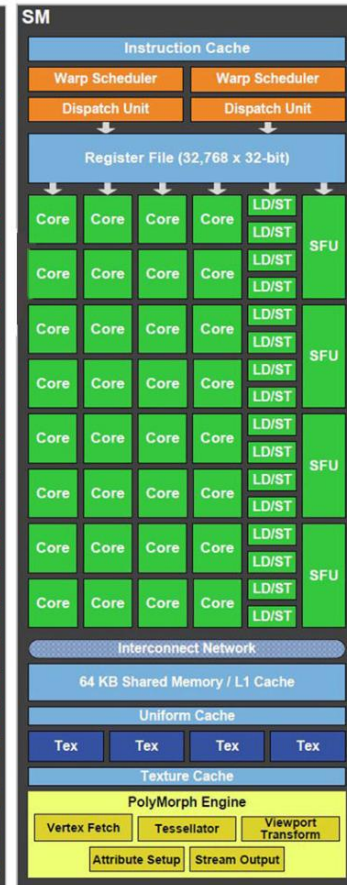 SM
Instruction Cache
Warp Scheduler Warp Scheduler
Dispatch Unit Dispatch Unit
Register File (32,768 x 32-bit)
LD/ST
Core Core Core Core
LD/ST
SFU
LD/ST
Core Core Core Core
LD/ST
LD/ST
Core Core Core Core
LD/ST
SFU
LD/ST
Core Core Core Core
LD/ST
LD/ST
Core Core Core Core
LD/ST
SFU
LD/ST
Core Core Core Core
LD/ST
LD/ST
Core Core Core Core
LD/ST
SFU
LD/ST
Core Core Core Core
LD/ST
Interconnect Network
64 KB Shared Memory / L1 Cache
Uniform Cache
Tex Tex Tex Tex
Texture Cache
PolyMorph Engine
Vertex Fetch Tessellator Viewport
Transform
Attribute Setup Stream Output